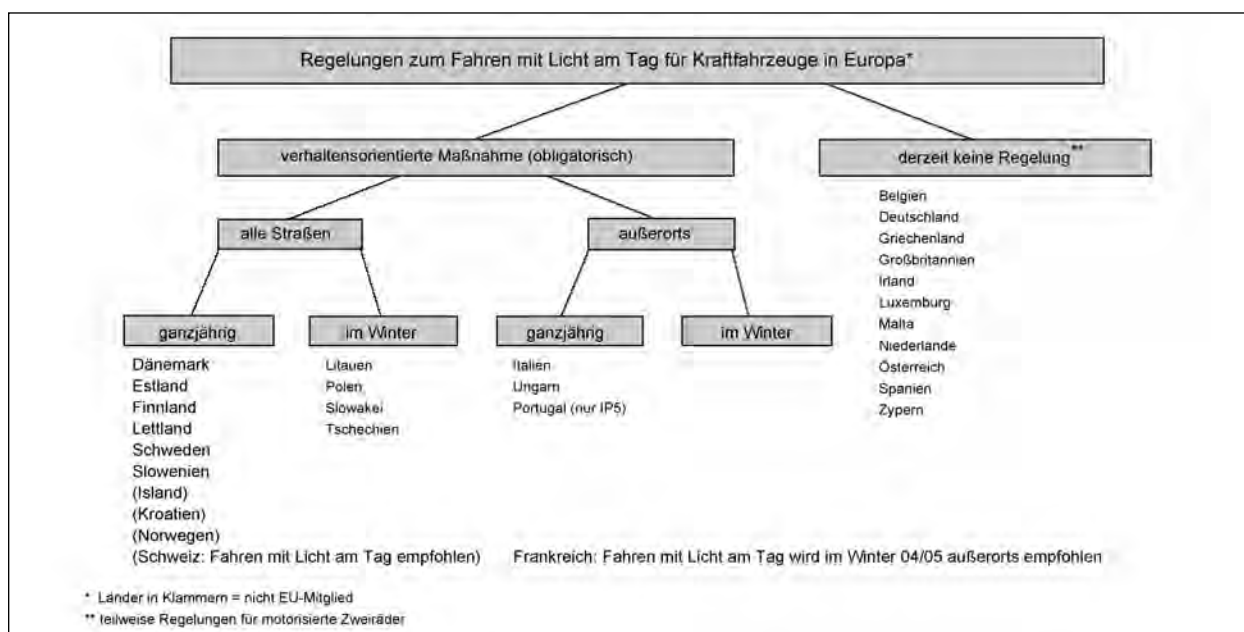 Regelungen zum Fahren mit Licht am Tag für Kraftfahrzeuge in Europa*
verhaltensorientierte Maßnahme (obligatorisch)
derzeit keine Regelung**
alle Straßen
außerorts
ganzjährig
im Winter
ganzjährig
im Winter
Dänemark
Estland
Finnland
Lettland
Schweden
Slowenien
(Island)
(Kroatien)
(Norwegen)
(Schweiz: Fahren mit Licht am Tag empfohlen)
Litauen
Polen
Slowakei
Tschechien
Italien
Ungarn
Portugal (nur IP5)
Belgien
Deutschland
Griechenland
Großbritannien
Irland
Luxemburg
Malta
Niederlande
Österreich
Spanien
Zypern
Frankreich: Fahren mit Licht am Tag wird im Winter 04/05 außerorts empfohlen
* Länder in Klammern = nicht EU-Mitglied
** teilweise Regelungen für motorisierte Zweiräder